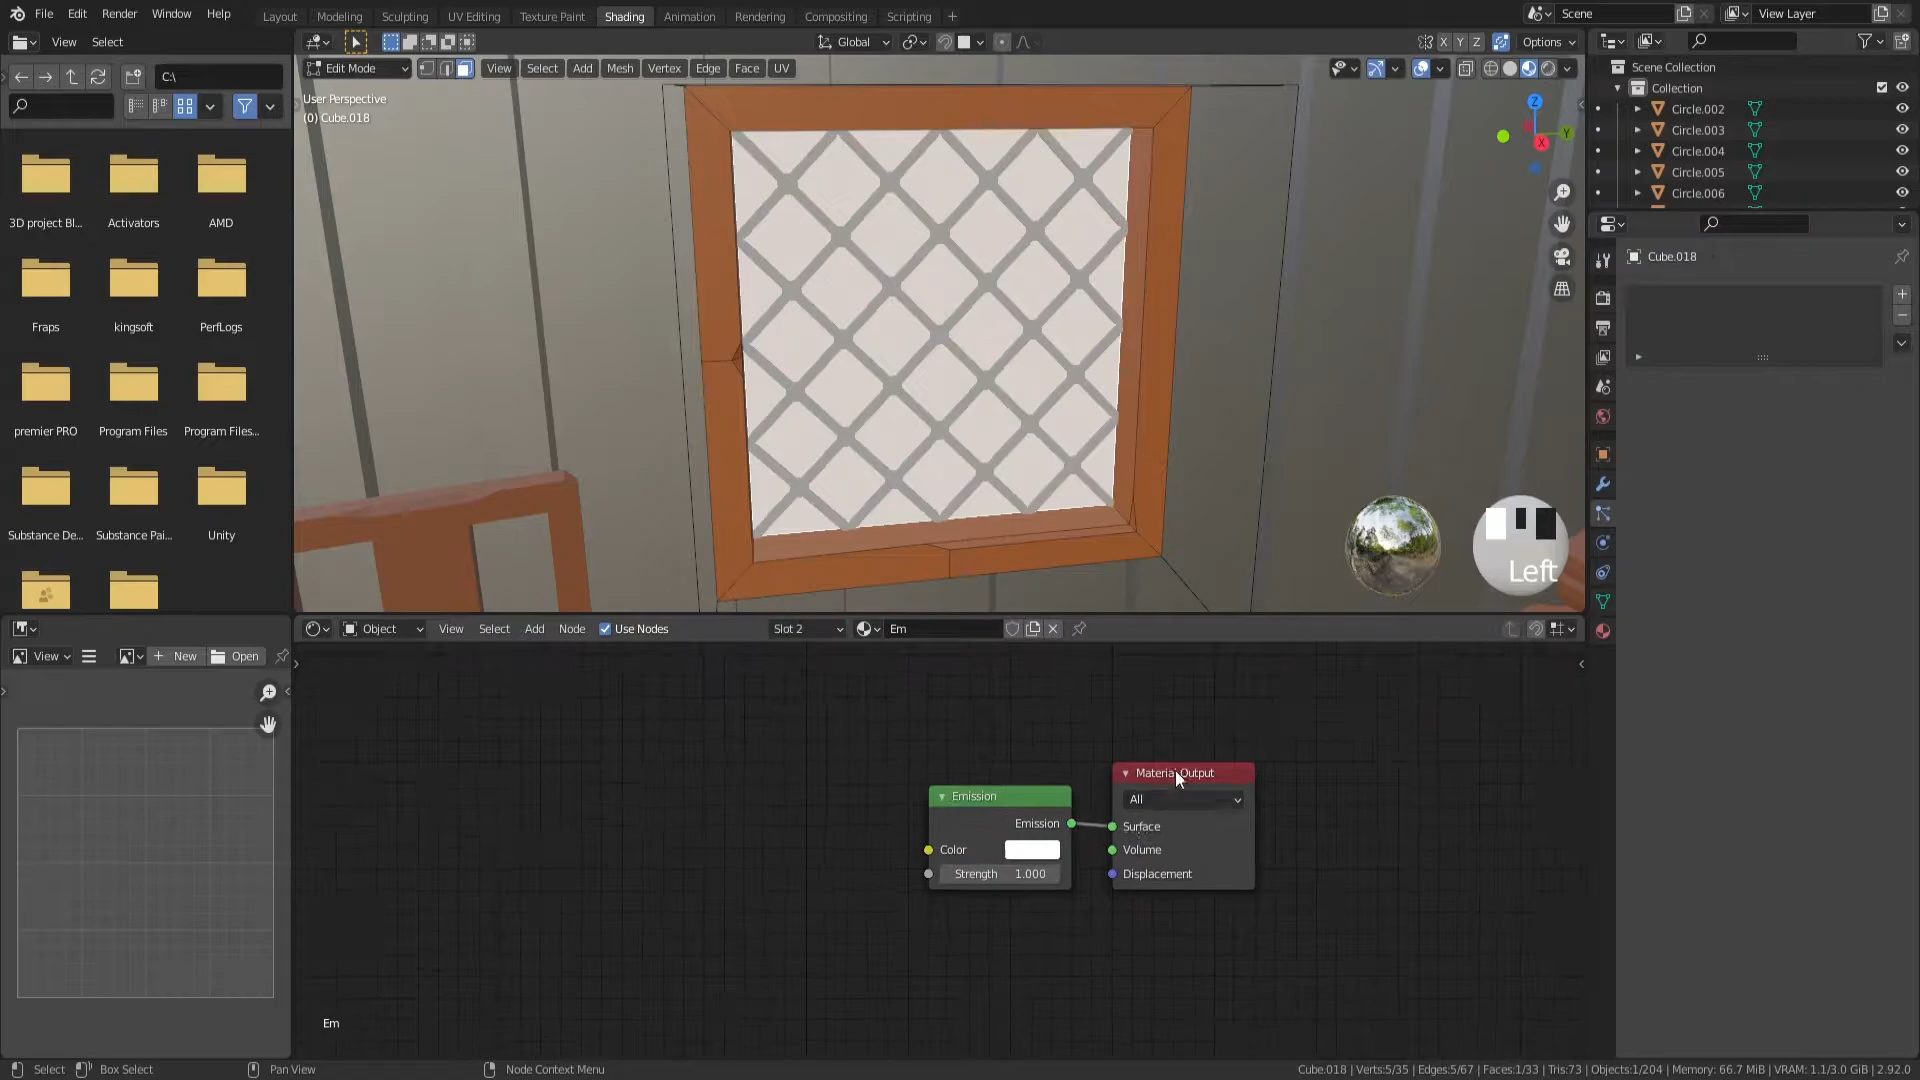 File Edit Render Window Help
Layout Modeling Sculpting UV Editing Texture Paint Shading Animation Rendering Compositing Scripting +
Scene
View Layer
View Select
Global
X Y Z
Options
C:\
Edit Mode
View Select Add Mesh Vertex Edge Face UV
User Perspective
(0) Cube.018
Z
Y
X
Scene Collection
Collection
Circle.002
Circle.003
Circle.004
Circle.005
Circle.006
Cube.018
3D project Bl...
Activators
AMD
Fraps
kingsoft
PerfLogs
premier PRO
Program Files
Program Files...
Substance De...
Substance Pai...
Unity
Left
Object
View Select Add Node
Use Nodes
Slot 2
Em
View
New
Open
Emission
Emission
Color
Strength 1.000
Material Output
All
Surface
Volume
Displacement
Em
Select
Box Select
Pan View
Node Context Menu
Cube.018 | Verts:5/35 | Edges:5/67 | Faces:1/33 | Tris:73 | Objects:1/204 | Memory: 66.7 MiB | VRAM: 1.1/3.0 GiB | 2.92.0